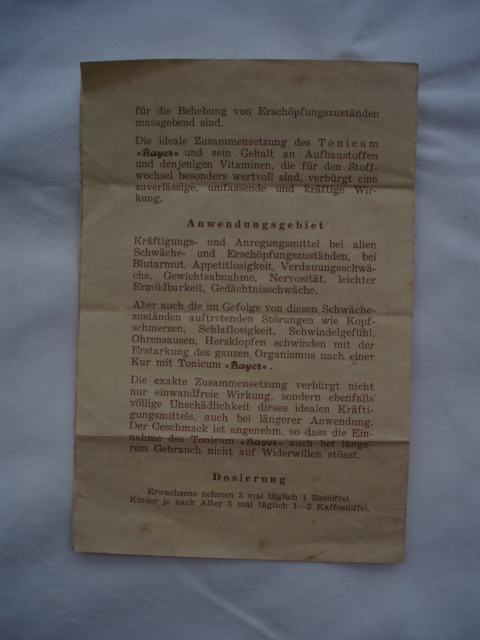 für die Behebung von Erschöpfungszuständen
massgebend sind.
Die ideale Zusammensetzung des Tonicum
»Bayer« und sein Gehalt an Aufbaustoffen
und denjenigen Vitaminen, die für den Stoff-
wechsel besonders wertvoll sind, verbürgt eine
zuverlässige, umfassende und kräftige Wir-
kung.
Anwendungsgebiet
Kräftigungs- und Anregungsmittel bei allen
Schwäche- und Erschöpfungszuständen, bei
Blutarmut, Appetitlosigkeit, Verdauungsschwä-
che, Gewichtsabnahme, Nervosität, leichter
Ermüdbarkeit, Gedächtnisschwäche.
Aber auch die im Gefolge von diesen Schwäche-
zuständen auftretenden Störungen wie Kopf-
schmerzen, Schlaflosigkeit, Schwindelgefühl,
Ohrensausen, Herzklopfen schwinden mit der
Erstarkung des ganzen Organismus nach einer
Kur mit Tonicum »Bayer«.
Die exakte Zusammensetzung verbürgt nicht
nur einwandfreie Wirkung, sondern ebenfalls
völlige Unschädlichkeit dieses idealen Kräfti-
gungsmittels, auch bei längerer Anwendung.
Der Geschmack ist angenehm, so dass die Ein-
nahme des Tonicum »Bayer« auch bei länge-
rem Gebrauch nicht auf Widerwillen stösst.
Dosierung
Erwachsene nehmen 3 mal täglich 1 Esslöffel.
Kinder je nach Alter 3 mal täglich 1—2 Kaffeelöffel.